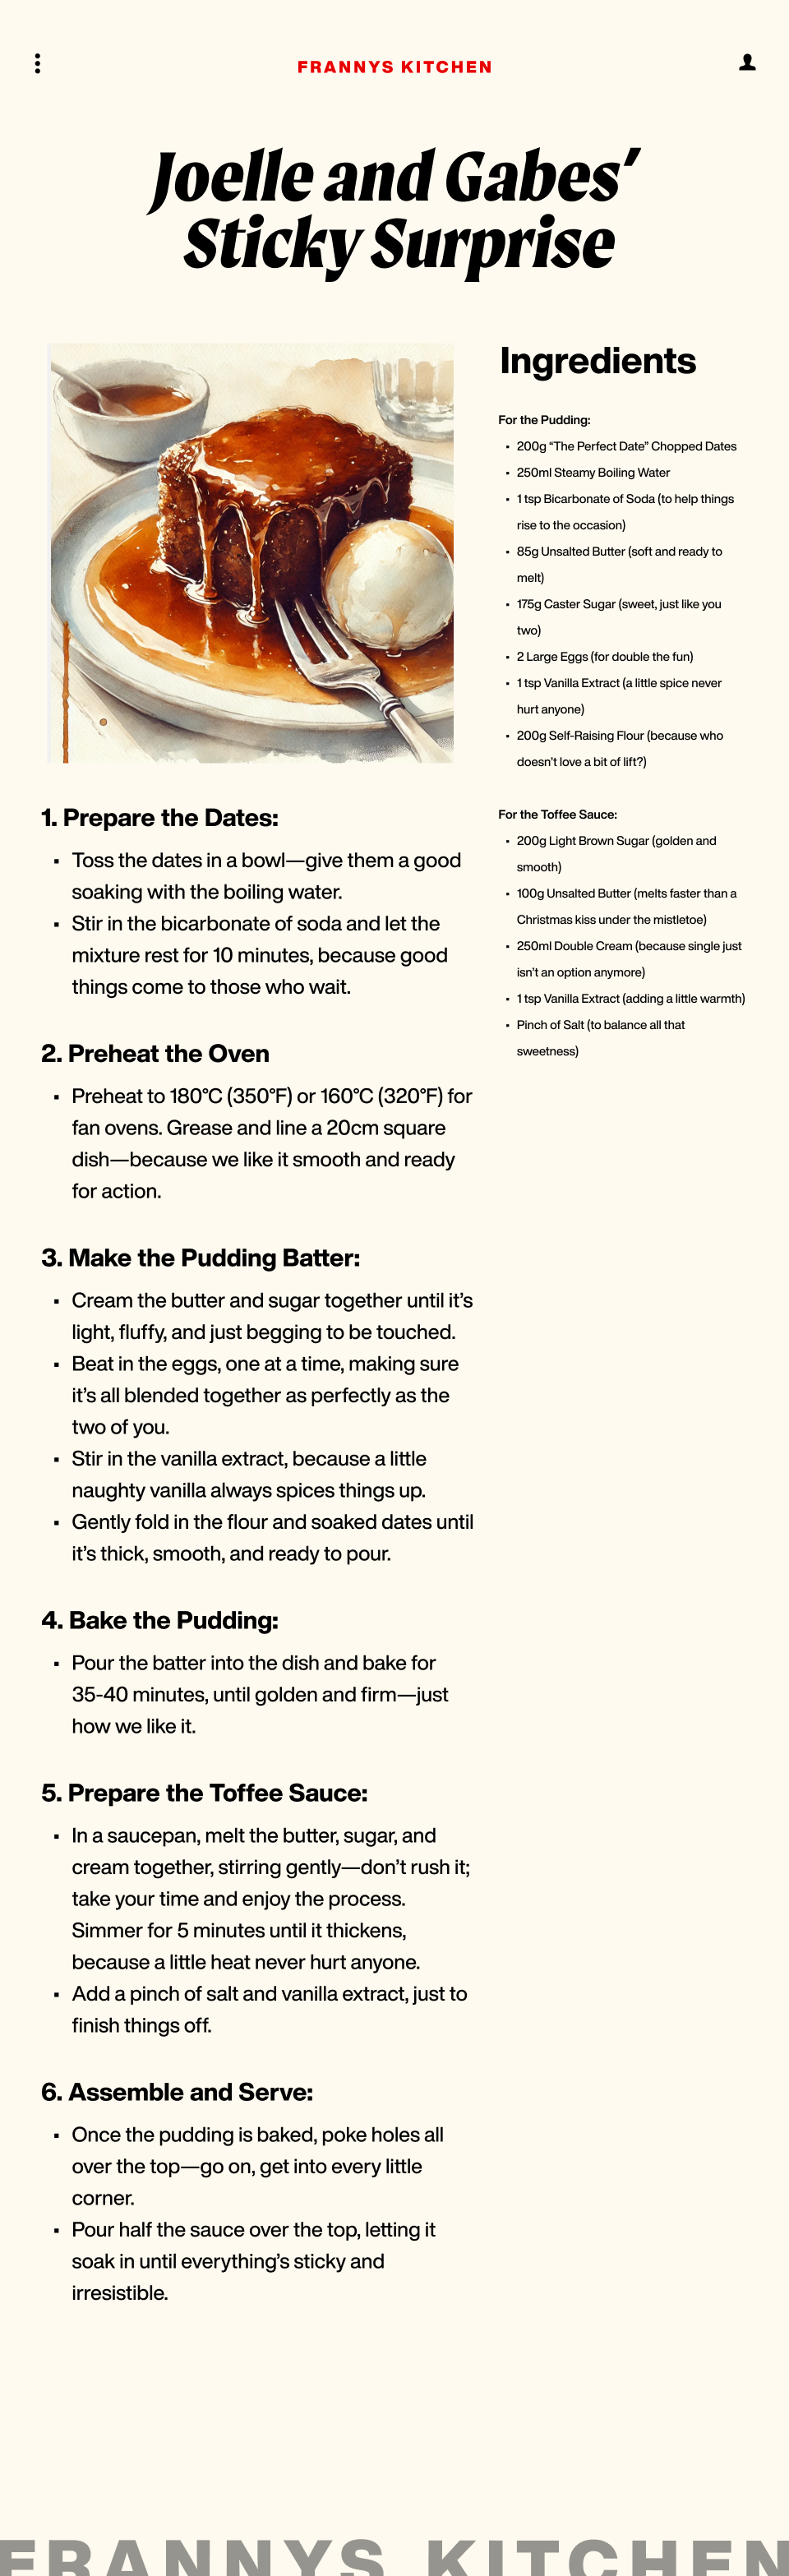 FRANNYS KITCHEN
Joelle and Gabes’
Sticky Surprise
Ingredients
For the Pudding:
▪ 200g “The Perfect Date” Chopped Dates
▪ 250ml Steamy Boiling Water
▪ 1 tsp Bicarbonate of Soda (to help things
rise to the occasion)
▪ 85g Unsalted Butter (soft and ready to
melt)
▪ 175g Caster Sugar (sweet, just like you
two)
▪ 2 Large Eggs (for double the fun)
▪ 1 tsp Vanilla Extract (a little spice never
hurt anyone)
▪ 200g Self-Raising Flour (because who
doesn’t love a bit of lift?)
For the Toffee Sauce:
▪ 200g Light Brown Sugar (golden and
smooth)
▪ 100g Unsalted Butter (melts faster than a
Christmas kiss under the mistletoe)
▪ 250ml Double Cream (because single just
isn’t an option anymore)
▪ 1 tsp Vanilla Extract (adding a little warmth)
▪ Pinch of Salt (to balance all that
sweetness)
1. Prepare the Dates:
▪ Toss the dates in a bowl—give them a good
soaking with the boiling water.
▪ Stir in the bicarbonate of soda and let the
mixture rest for 10 minutes, because good
things come to those who wait.
2. Preheat the Oven
▪ Preheat to 180°C (350°F) or 160°C (320°F) for
fan ovens. Grease and line a 20cm square
dish—because we like it smooth and ready
for action.
3. Make the Pudding Batter:
▪ Cream the butter and sugar together until it’s
light, fluffy, and just begging to be touched.
▪ Beat in the eggs, one at a time, making sure
it’s all blended together as perfectly as the
two of you.
▪ Stir in the vanilla extract, because a little
naughty vanilla always spices things up.
▪ Gently fold in the flour and soaked dates until
it’s thick, smooth, and ready to pour.
4. Bake the Pudding:
▪ Pour the batter into the dish and bake for
35-40 minutes, until golden and firm—just
how we like it.
5. Prepare the Toffee Sauce:
▪ In a saucepan, melt the butter, sugar, and
cream together, stirring gently—don’t rush it;
take your time and enjoy the process.
Simmer for 5 minutes until it thickens,
because a little heat never hurt anyone.
▪ Add a pinch of salt and vanilla extract, just to
finish things off.
6. Assemble and Serve:
▪ Once the pudding is baked, poke holes all
over the top—go on, get into every little
corner.
▪ Pour half the sauce over the top, letting it
soak in until everything’s sticky and
irresistible.
FRANNYS KITCHEN